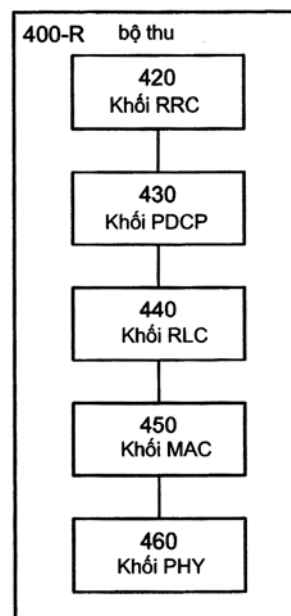 400-R bộ thu
420
Khối RRC
430
Khối PDCP
440
Khối RLC
450
Khối MAC
460
Khối PHY